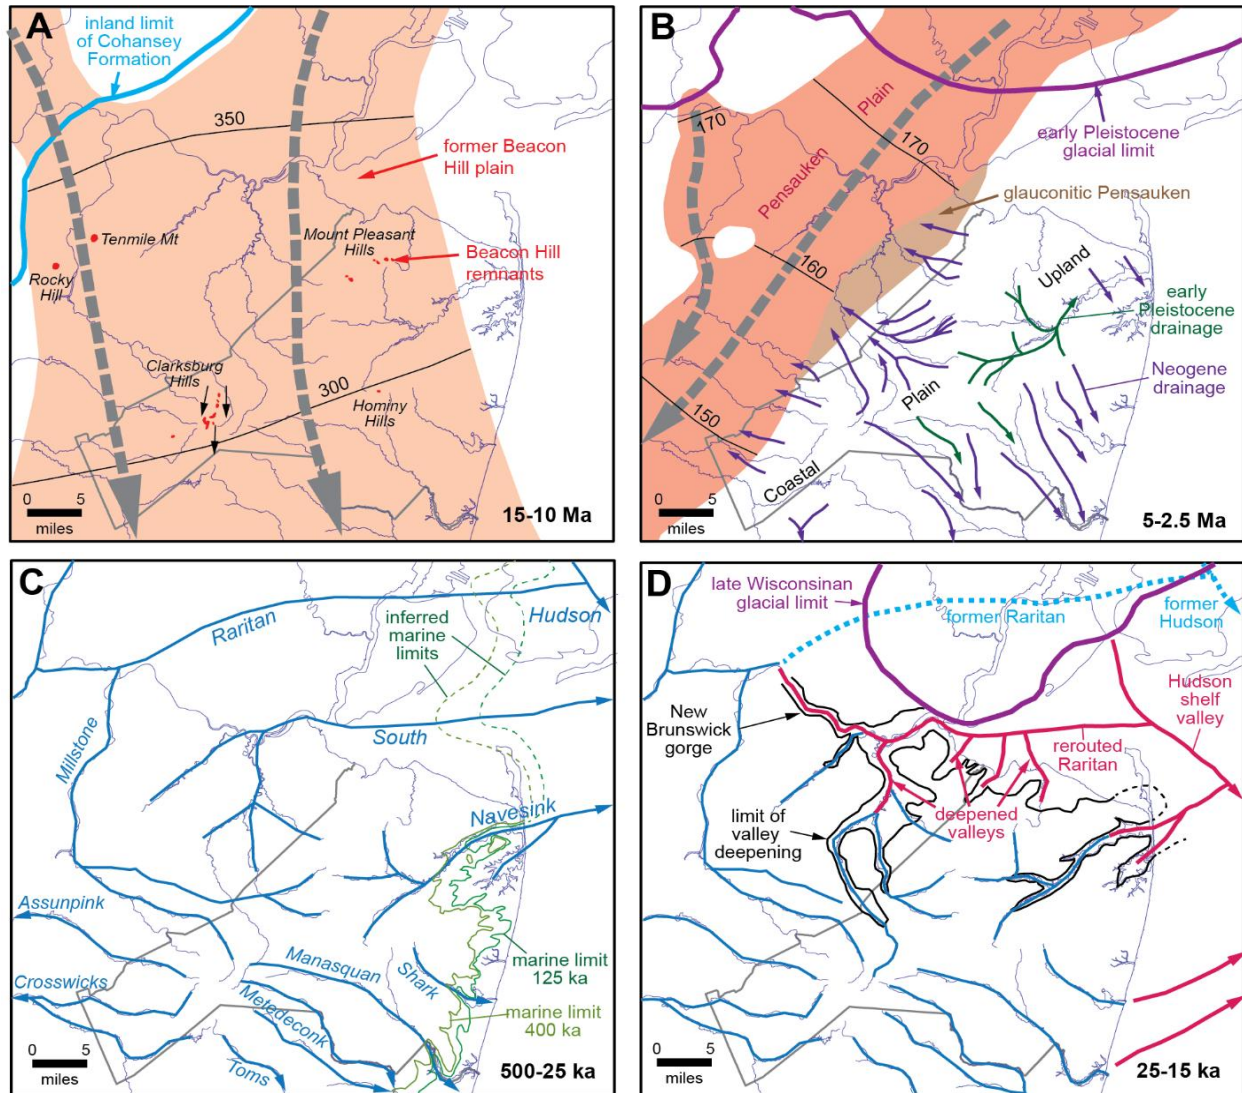 A
inland limit
of Cohansey
Formation
350
former Beacon
Hill plain
Tenmile Mt
Mount Pleasant
Hills
Beacon Hill
remnants
Rocky
Hill
Clarksburg
Hills
300
Hominy
Hills
0 5
miles
15-10 Ma
B
170
Plain
170
early Pleistocene
glacial limit
Pensauken
glauconitic Pensauken
160
Upland
early
Pleistocene
drainage
Neogene
drainage
Plain
150
Coastal
0 5
miles
5-2.5 Ma
C
Raritan
Hudson
inferred
marine
limits
Millstone
South
Navesink
Assunpink
Manasquan
Shark
marine limit
125 ka
Crosswicks
Metedeconk
marine limit
400 ka
Toms
0 5
miles
500-25 ka
D
late Wisconsinan
glacial limit
former Raritan
former
Hudson
New
Brunswick
gorge
Hudson
shelf
valley
rerouted
Raritan
limit of
valley
deepening
deepened
valleys
0 5
miles
25-15 ka